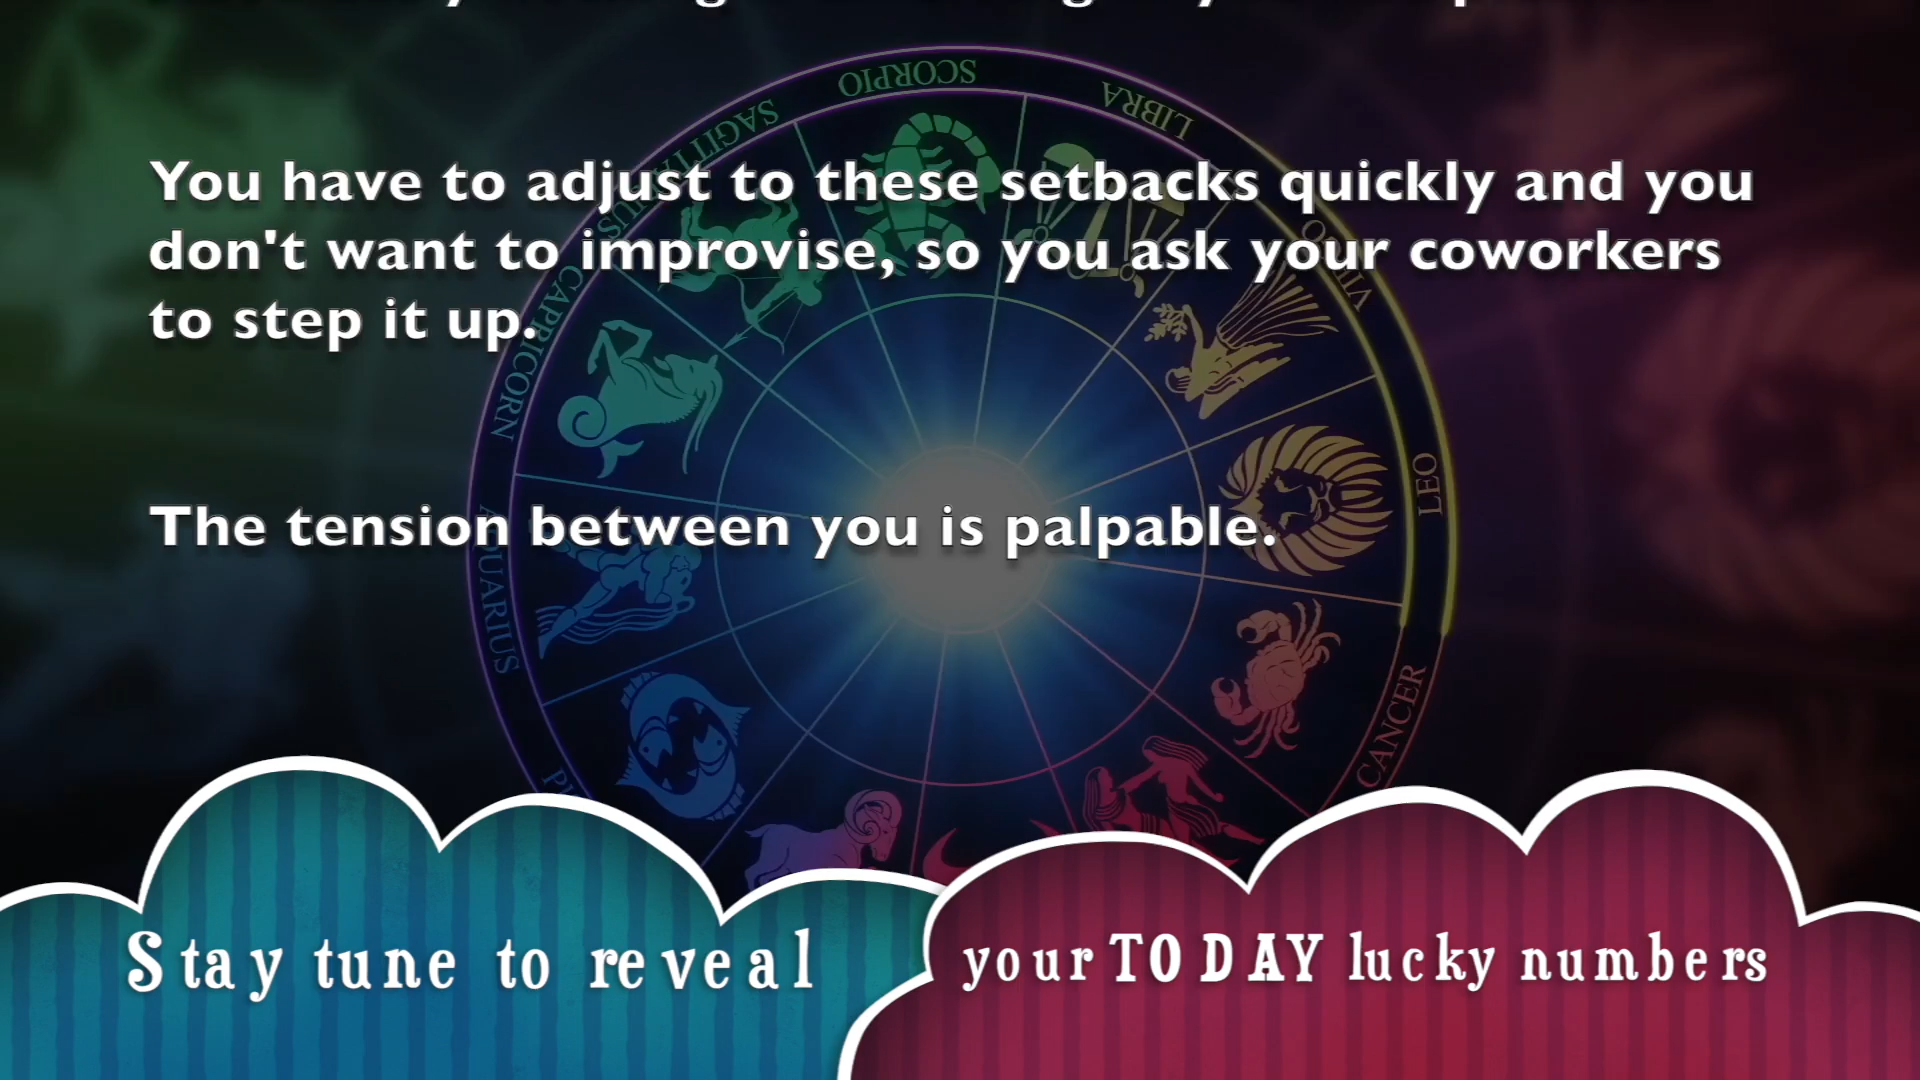 SCORPIO
LIBRA
SAGITTARIUS
You have to adjust to these setbacks quickly and you
don't want to improvise, so you ask your coworkers
to step it up.
VIRGO
CAPRICORN
LEO
The tension between you is palpable.
AQUARIUS
CANCER
Stay tune to reveal
your TODAY lucky numbers